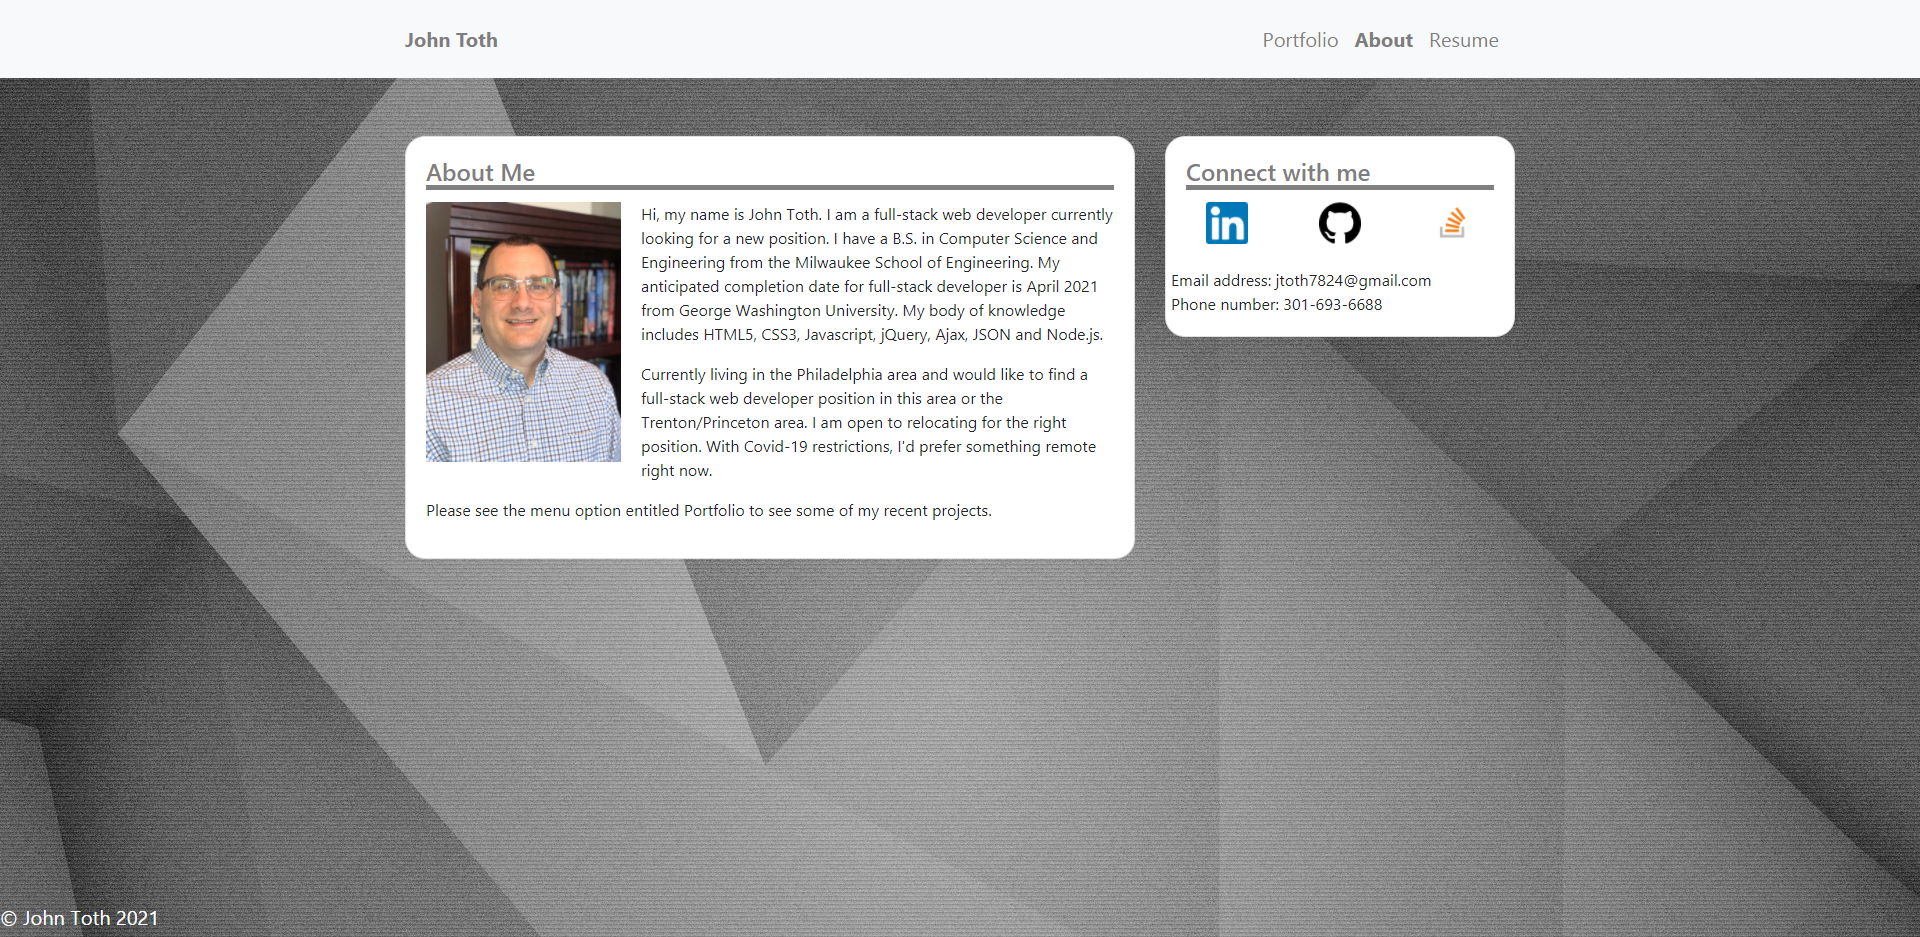 John Toth
Portfolio About Resume
About Me
Hi, my name is John Toth. I am a full-stack web developer currently
looking for a new position. I have a B.S. in Computer Science and
Engineering from the Milwaukee School of Engineering. My
anticipated completion date for full-stack developer is April 2021
from George Washington University. My body of knowledge
includes HTML5, CSS3, Javascript, jQuery, Ajax, JSON and Node.js.
Currently living in the Philadelphia area and would like to find a
full-stack web developer position in this area or the
Trenton/Princeton area. I am open to relocating for the right
position. With Covid-19 restrictions, I'd prefer something remote
right now.
Please see the menu option entitled Portfolio to see some of my recent projects.
Connect with me
in
Email address: jtoth7824@gmail.com
Phone number: 301-693-6688
© John Toth 2021